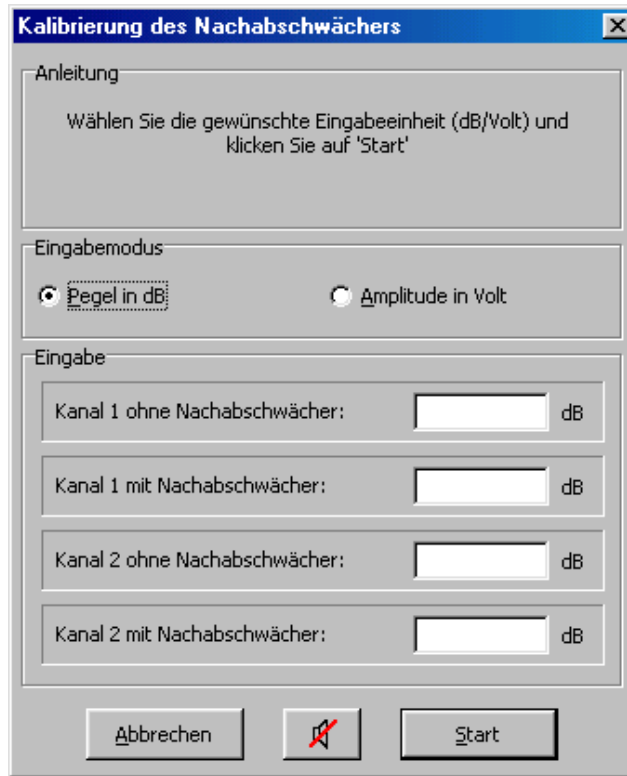 Kalibrierung des Nachabschwächers
Anleitung
Wählen Sie die gewünschte Eingabeeinheit (dB/Volt) und
klicken Sie auf 'Start'
Eingabemodus
Pegel in dB
Amplitude in Volt
Eingabe
Kanal 1 ohne Nachabschwächer: dB
Kanal 1 mit Nachabschwächer: dB
Kanal 2 ohne Nachabschwächer: dB
Kanal 2 mit Nachabschwächer: dB
Abbrechen
Start